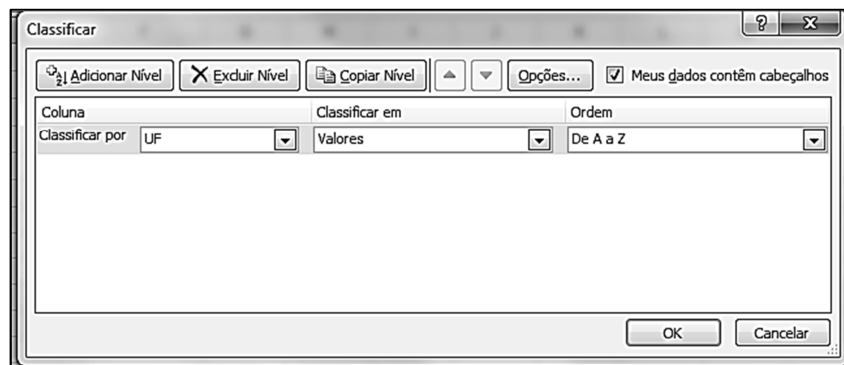 Classificar
Adicionar Nível Excluir Nível Copiar Nível Opções... Meus dados contêm cabeçalhos
Coluna Classificar em Ordem
Classificar por UF Valores De A a Z
OK Cancelar